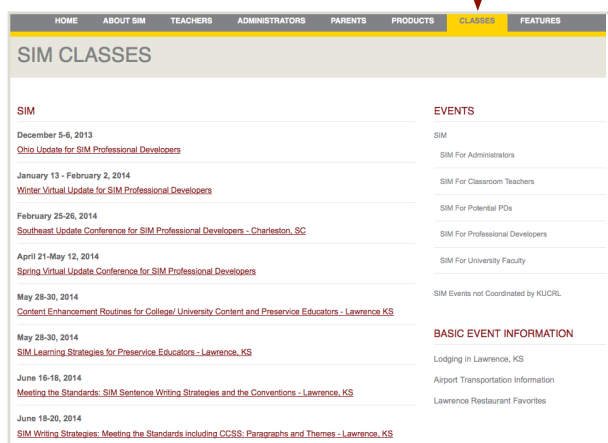 HOME ABOUT SIM TEACHERS ADMINISTRATORS PARENTS PRODUCTS CLASSES FEATURES
SIM CLASSES
SIM
December 5-6, 2013
Ohio Update for SIM Professional Developers
January 13 - February 2, 2014
Winter Virtual Update for SIM Professional Developers
February 25-26, 2014
Southeast Update Conference for SIM Professional Developers - Charleston, SC
April 21-May 12, 2014
Spring Virtual Update Conference for SIM Professional Developers
May 28-30, 2014
Content Enhancement Routines for College/ University Content and Preservice Educators - Lawrence KS
May 28-30, 2014
SIM Learning Strategies for Preservice Educators - Lawrence, KS
June 16-18, 2014
Meeting the Standards: SIM Sentence Writing Strategies and the Conventions - Lawrence, KS
June 18-20, 2014
SIM Writing Strategies: Meeting the Standards including CCSS: Paragraphs and Themes - Lawrence, KS
EVENTS
SIM
SIM For Administrators
SIM For Classroom Teachers
SIM For Potential PDs
SIM For Professional Developers
SIM For University Faculty
SIM Events not Coordinated by KUCRL
BASIC EVENT INFORMATION
Lodging in Lawrence, KS
Airport Transportation Information
Lawrence Restaurant Favorites